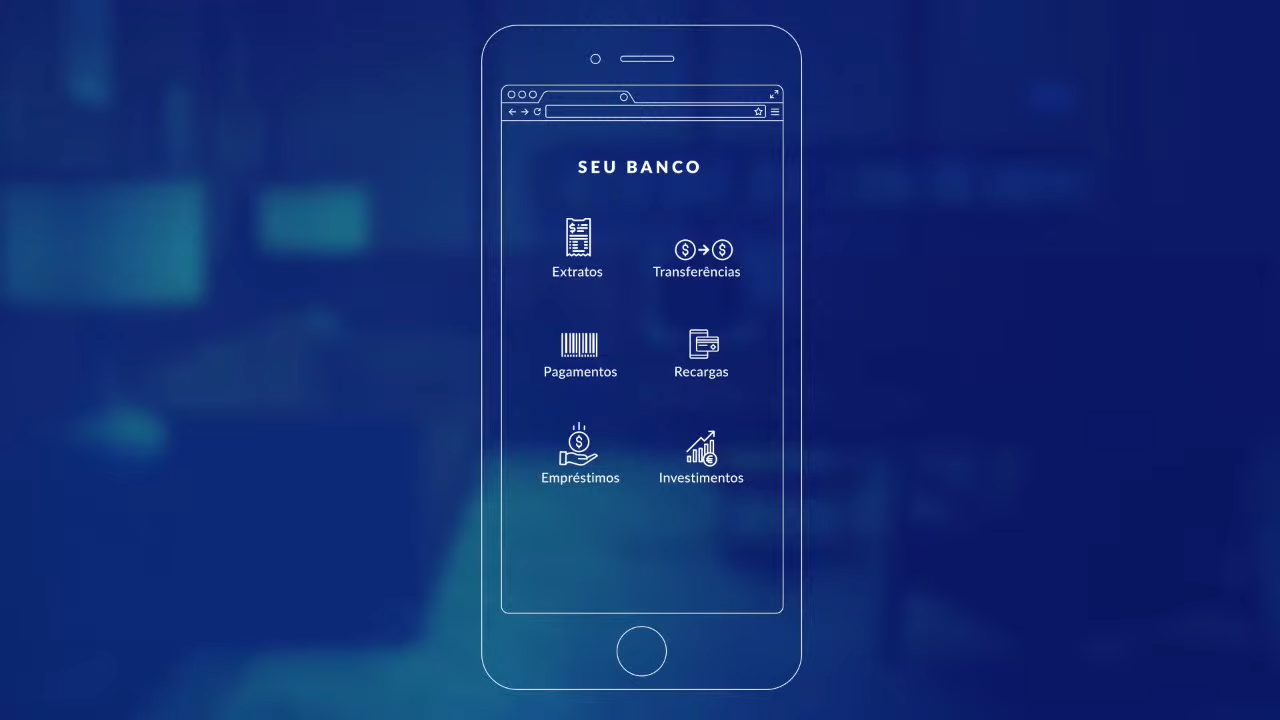 SEU BANCO
Extratos
Transferências
Pagamentos
Recargas
Empréstimos
Investimentos